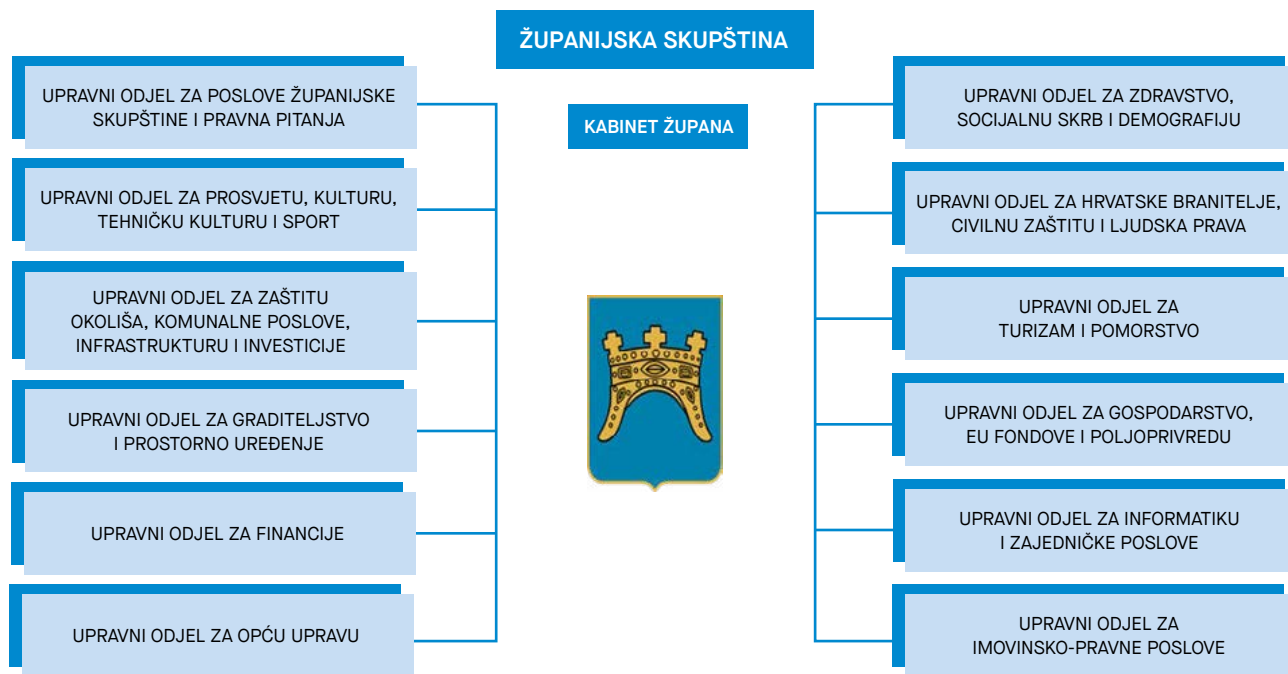 ŽUPANIJSKA SKUPŠTINA
KABINET ŽUPANA
UPRAVNI ODJEL ZA POSLOVE ŽUPANIJSKE
SKUPŠTINE I PRAVNA PITANJA
UPRAVNI ODJEL ZA PROSVJETU, KULTURU,
TEHNIČKU KULTURU I SPORT
UPRAVNI ODJEL ZA ZAŠTITU
OKOLIŠA, KOMUNALNE POSLOVE,
INFRASTRUKTURU I INVESTICIJE
UPRAVNI ODJEL ZA GRADITELJSTVO
I PROSTORNO UREĐENJE
UPRAVNI ODJEL ZA FINANCIJE
UPRAVNI ODJEL ZA OPĆU UPRAVU
UPRAVNI ODJEL ZA ZDRAVSTVO,
SOCIJALNU SKRB I DEMOGRAFIJU
UPRAVNI ODJEL ZA HRVATSKE BRANITELJE,
CIVILNU ZAŠTITU I LJUDSKA PRAVA
UPRAVNI ODJEL ZA
TURIZAM I POMORSTVO
UPRAVNI ODJEL ZA GOSPODARSTVO,
EU FONDOVE I POLJOPRIVREDU
UPRAVNI ODJEL ZA INFORMATIKU
I ZAJEDNIČKE POSLOVE
UPRAVNI ODJEL ZA
IMOVINSKO-PRAVNE POSLOVE